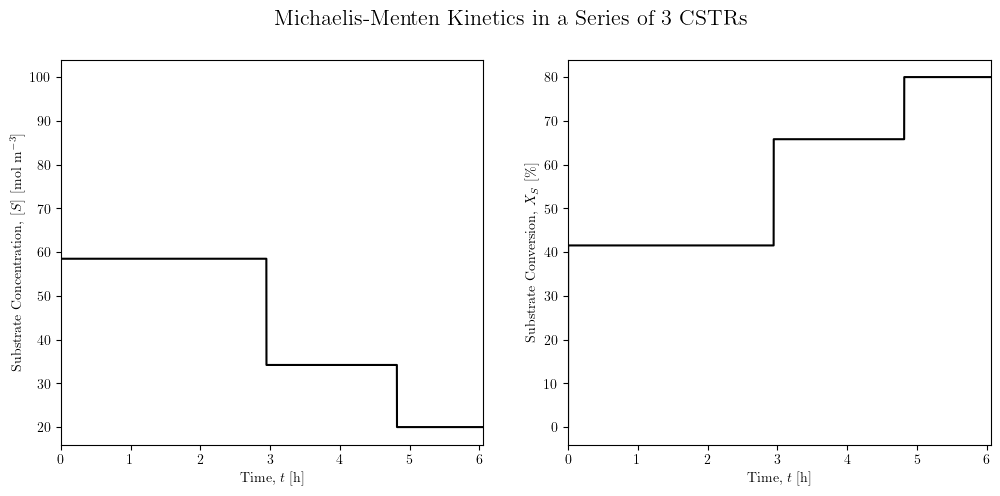 Michaelis-Menten Kinetics in a Series of 3 CSTRs
Substrate Concentration, [S] [mol m⁻³]
100
90
80
70
60
50
40
30
20
0 1 2 3 4 5 6
Time, t [h]
Substrate Conversion, X_S [%]
80
70
60
50
40
30
20
10
0
0 1 2 3 4 5 6
Time, t [h]